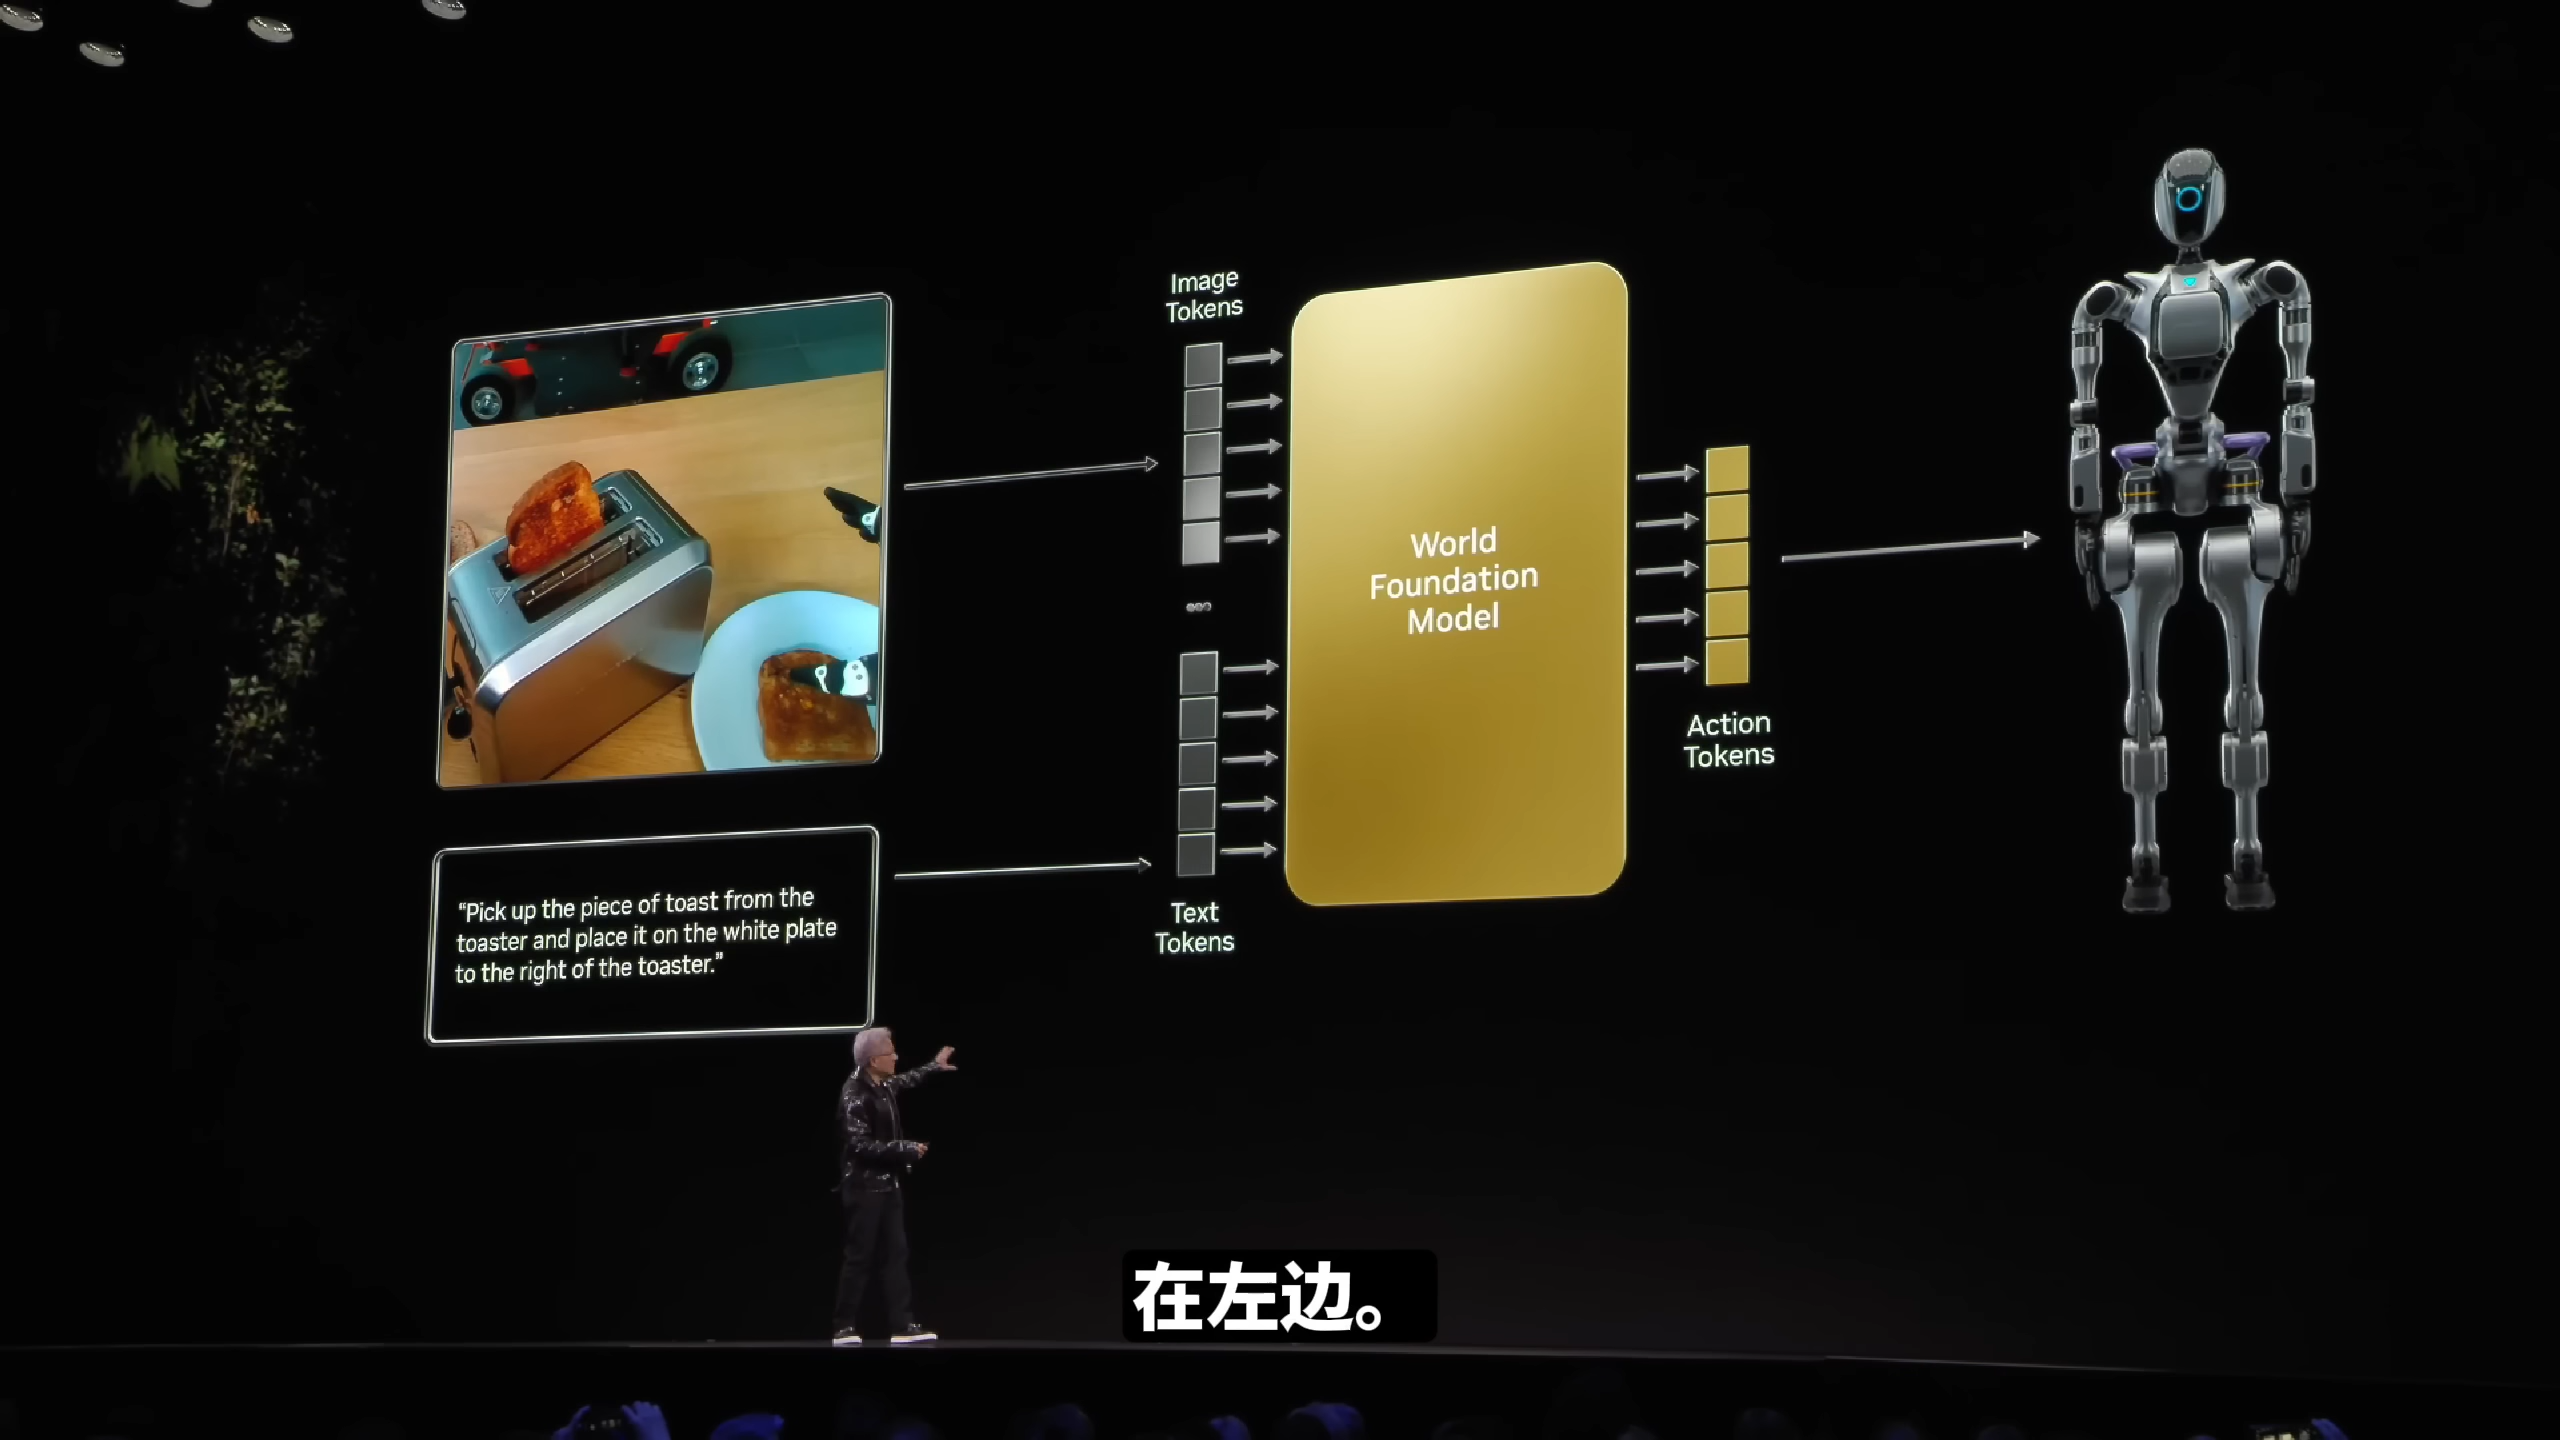 Image
Tokens
World
Foundation
Model
Action
Tokens
"Pick up the piece of toast from the
toaster and place it on the white plate
to the right of the toaster."
Text
Tokens
在左边。